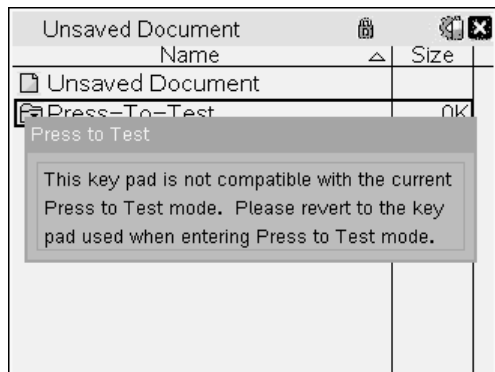 Unsaved Document
Name Size
Unsaved Document
Press-To-Test 0K
Press to Test
This key pad is not compatible with the current
Press to Test mode. Please revert to the key
pad used when entering Press to Test mode.